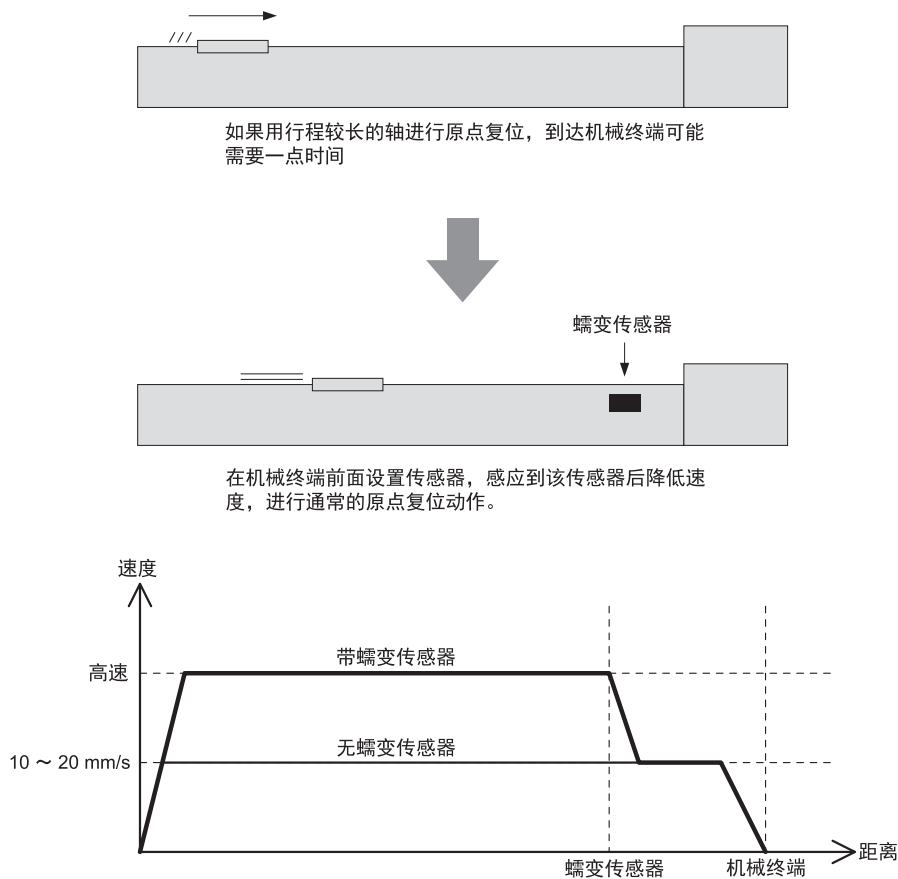 如果用行程较长的轴进行原点复位，到达机械终端可能
需要一点时间
蠕变传感器
在机械终端前面设置传感器，感应到该传感器后降低速
度，进行通常的原点复位动作。
速度
带蠕变传感器
高速
无蠕变传感器
10 ～ 20 mm/s
距离
蠕变传感器
机械终端